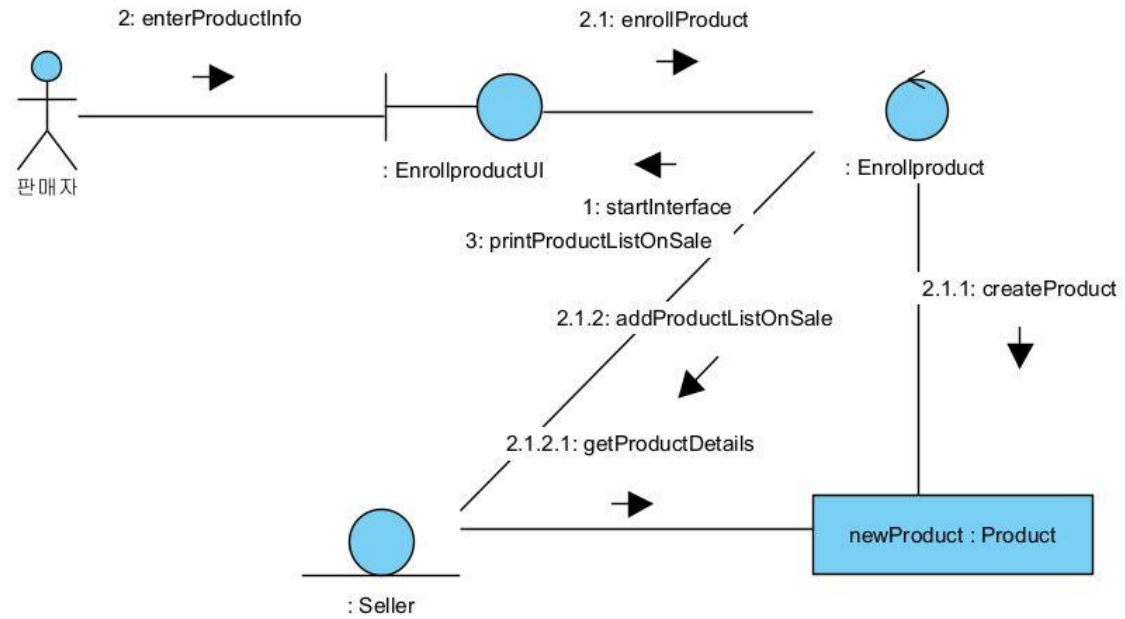 2: enterProductInfo
2.1: enrollProduct
판매자
: EnrollproductUI
: Enrollproduct
1: startInterface
3: printProductListOnSale
2.1.1: createProduct
2.1.2: addProductListOnSale
2.1.2.1: getProductDetails
newProduct : Product
: Seller